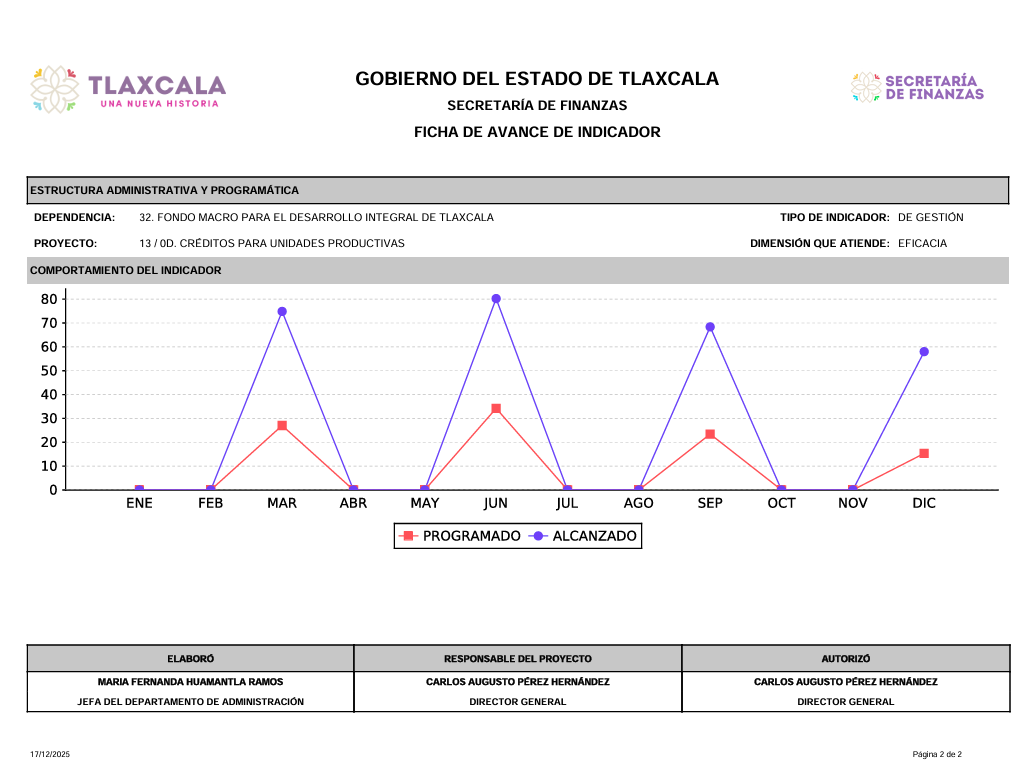 TLAXCALA
UNA NUEVA HISTORIA
GOBIERNO DEL ESTADO DE TLAXCALA
SECRETARÍA DE FINANZAS
FICHA DE AVANCE DE INDICADOR
SECRETARÍA
DE FINANZAS
ESTRUCTURA ADMINISTRATIVA Y PROGRAMÁTICA
DEPENDENCIA: 32. FONDO MACRO PARA EL DESARROLLO INTEGRAL DE TLAXCALA TIPO DE INDICADOR: DE GESTIÓN
PROYECTO: 13 / 0D. CRÉDITOS PARA UNIDADES PRODUCTIVAS DIMENSIÓN QUE ATIENDE: EFICACIA
COMPORTAMIENTO DEL INDICADOR
80
70
60
50
40
30
20
10
0
ENE FEB MAR ABR MAY JUN JUL AGO SEP OCT NOV DIC
PROGRAMADO ALCANZADO
ELABORÓ RESPONSABLE DEL PROYECTO AUTORIZÓ
MARIA FERNANDA HUAMANTLA RAMOS CARLOS AUGUSTO PÉREZ HERNÁNDEZ CARLOS AUGUSTO PÉREZ HERNÁNDEZ
JEFA DEL DEPARTAMENTO DE ADMINISTRACIÓN DIRECTOR GENERAL DIRECTOR GENERAL
17/12/2025 Página 2 de 2